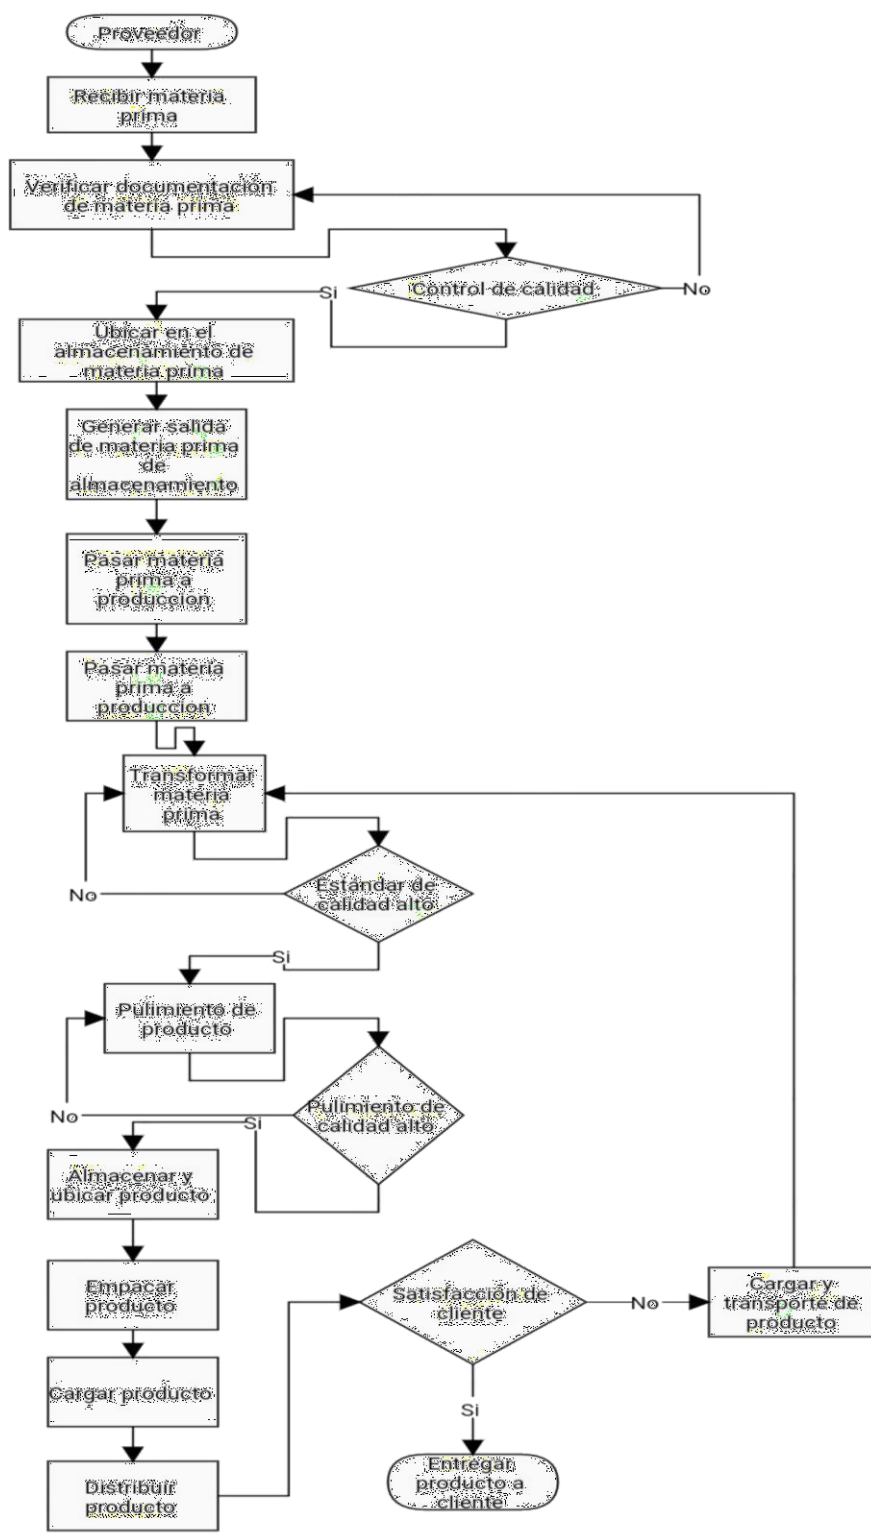 Proveedor
Recibir materia
prima
Verificar documentación
de materia prima
Control de calidad
No
Si
Ubicar en el
almacenamiento de
materia prima
Generar salida
de materia prima
de
almacenamiento
Pasar materia
prima a
produccion
Pasar materia
prima a
produccion
Transformar
materia
prima
Estándar de
calidad alto
No
Si
Pulimiento de
producto
Pulimiento de
calidad alto
No
Si
Almacenar y
ubicar producto
Empacar
producto
Cargar producto
Distribuir
producto
Satisfacción de
cliente
No
Cargar y
transporte de
producto
Si
Entregar
producto a
cliente